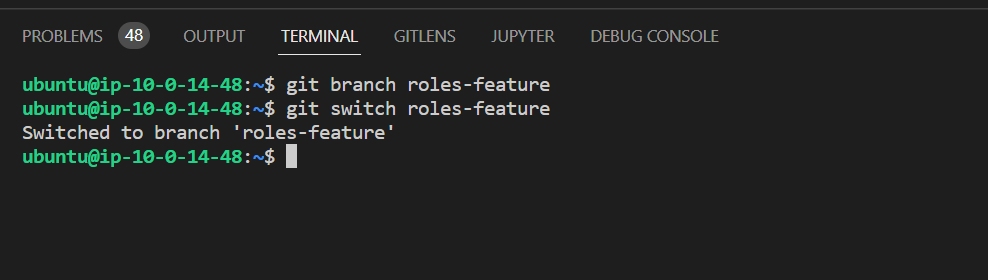 PROBLEMS 48 OUTPUT TERMINAL GITLENS JUPYTER DEBUG CONSOLE
ubuntu@ip-10-0-14-48:~$ git branch roles-feature
ubuntu@ip-10-0-14-48:~$ git switch roles-feature
Switched to branch 'roles-feature'
ubuntu@ip-10-0-14-48:~$